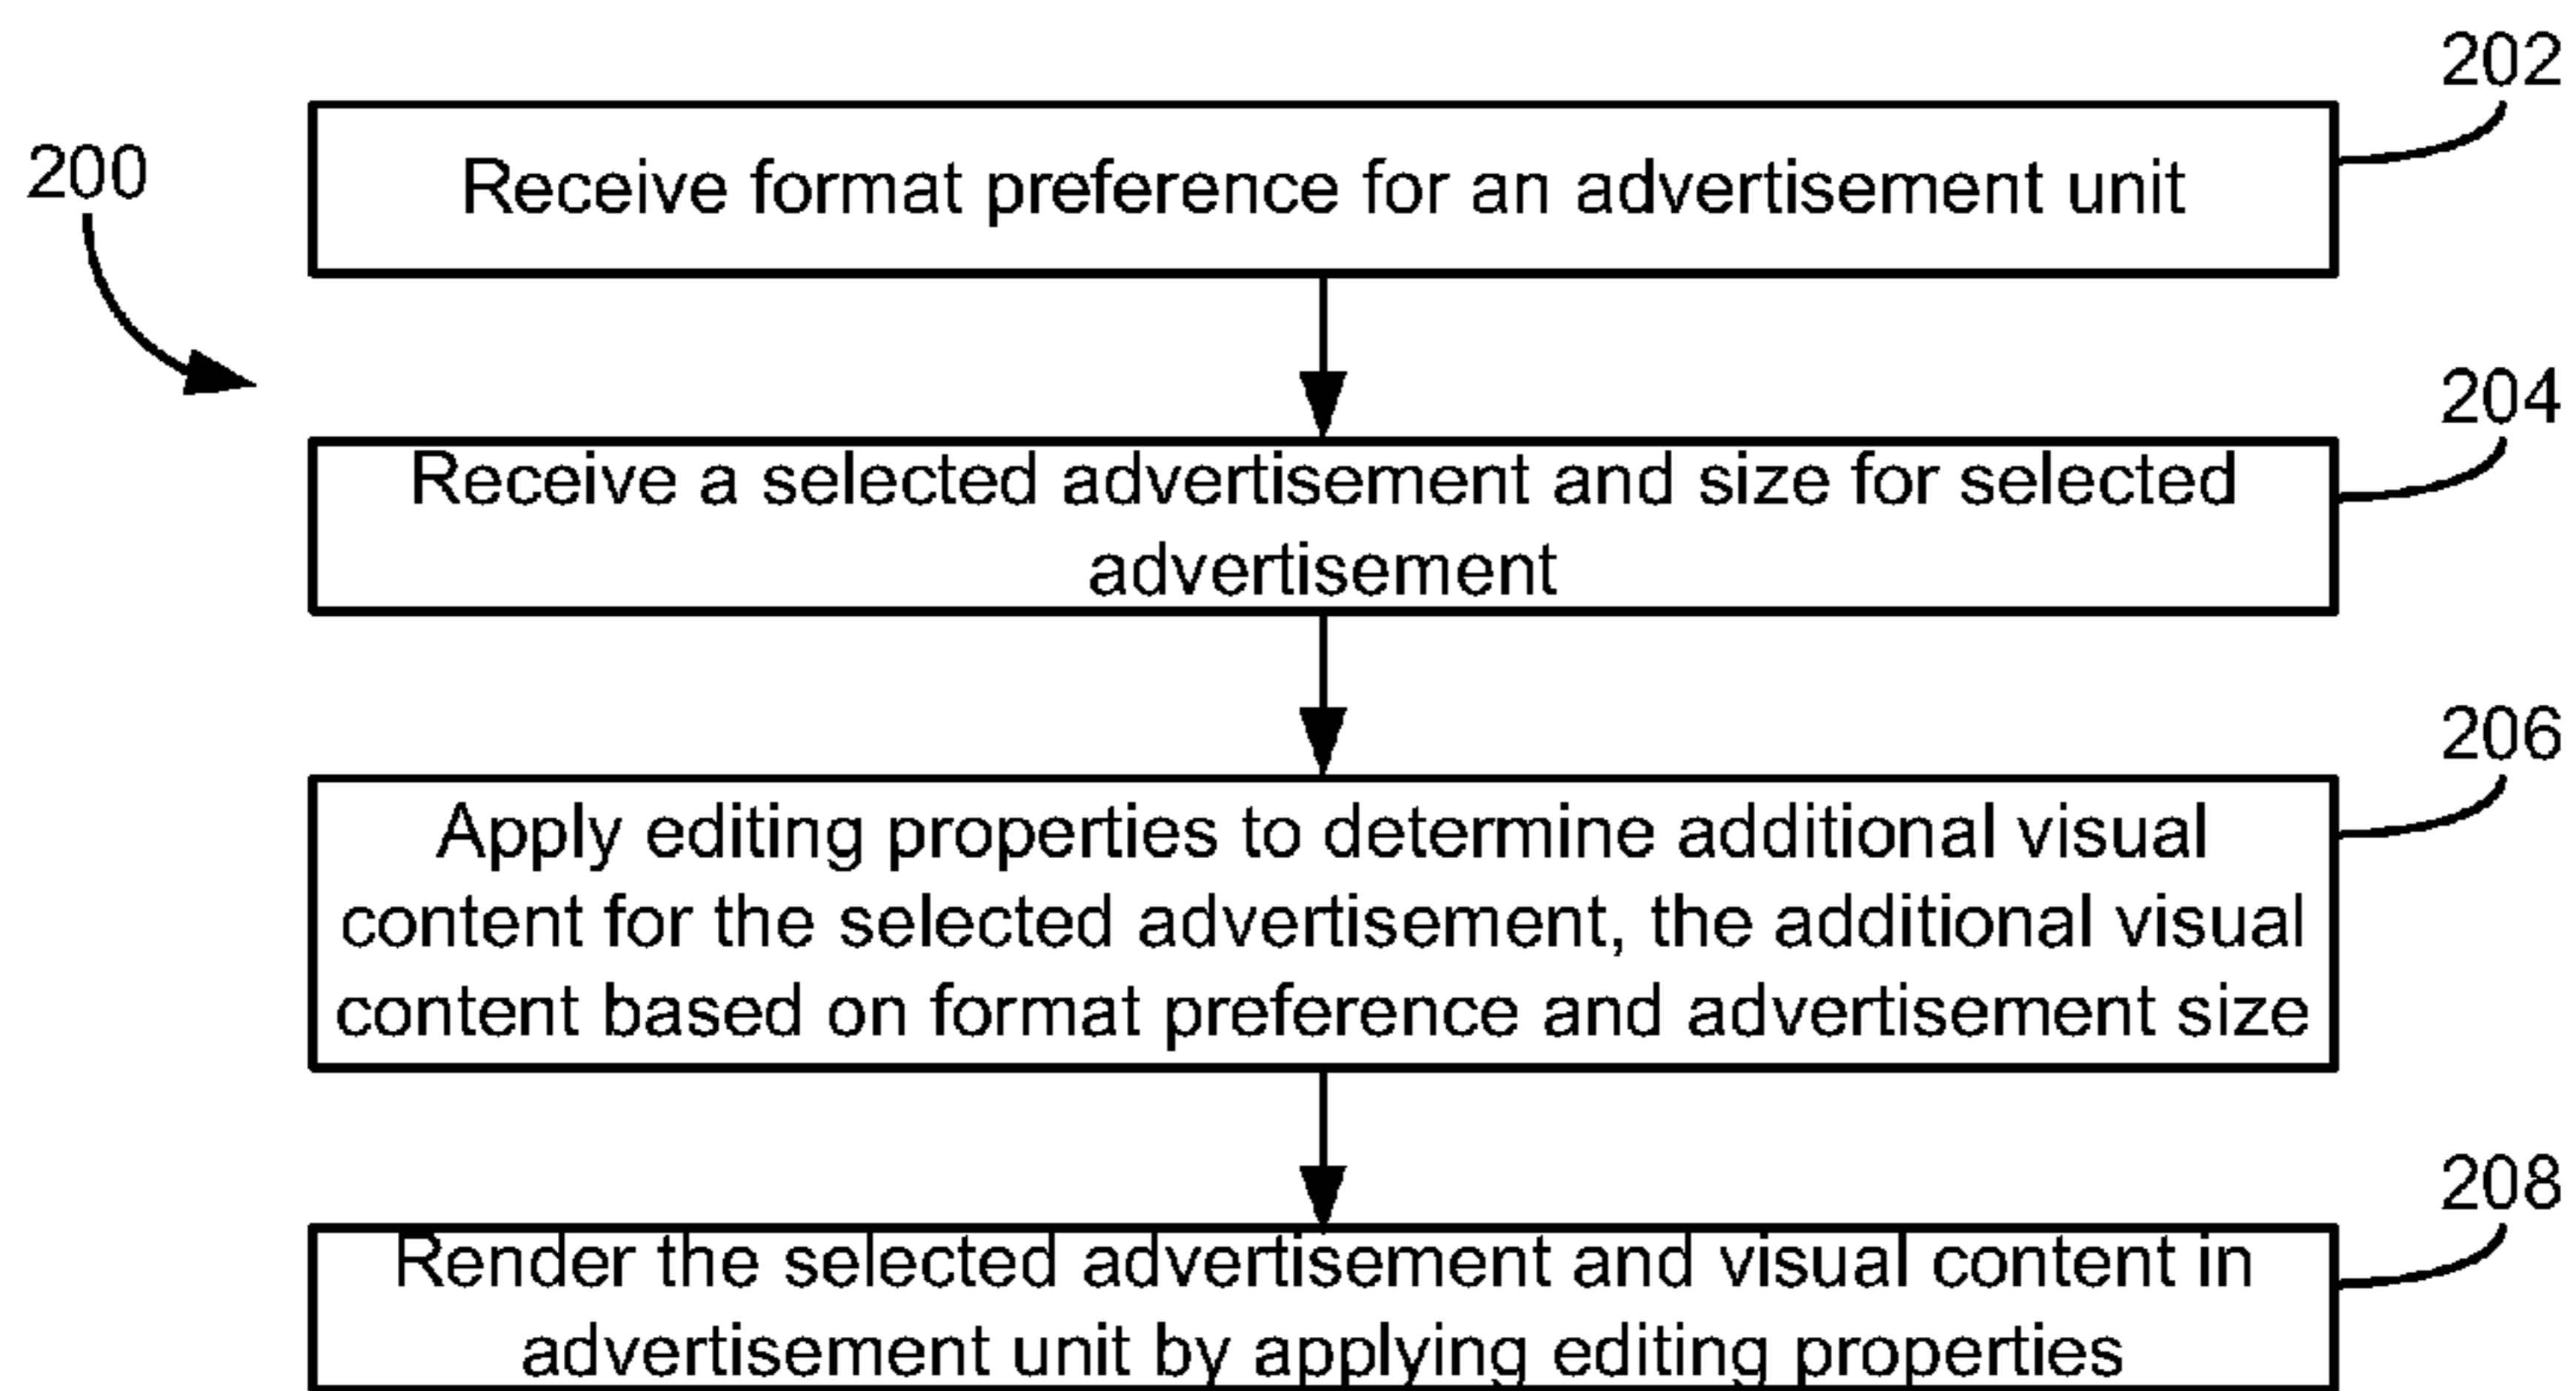 202
Receive format preference for an advertisement unit
200
204
Receive a selected advertisement and size for selected
advertisement
206
Apply editing properties to determine additional visual
content for the selected advertisement, the additional visual
content based on format preference and advertisement size
208
Render the selected advertisement and visual content in
advertisement unit by applying editing properties